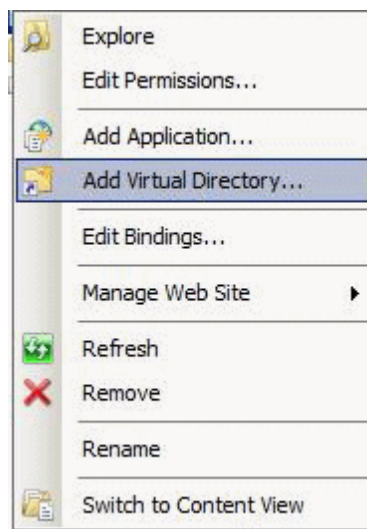 Explore
Edit Permissions...
Add Application...
Add Virtual Directory...
Edit Bindings...
Manage Web Site
Refresh
Remove
Rename
Switch to Content View